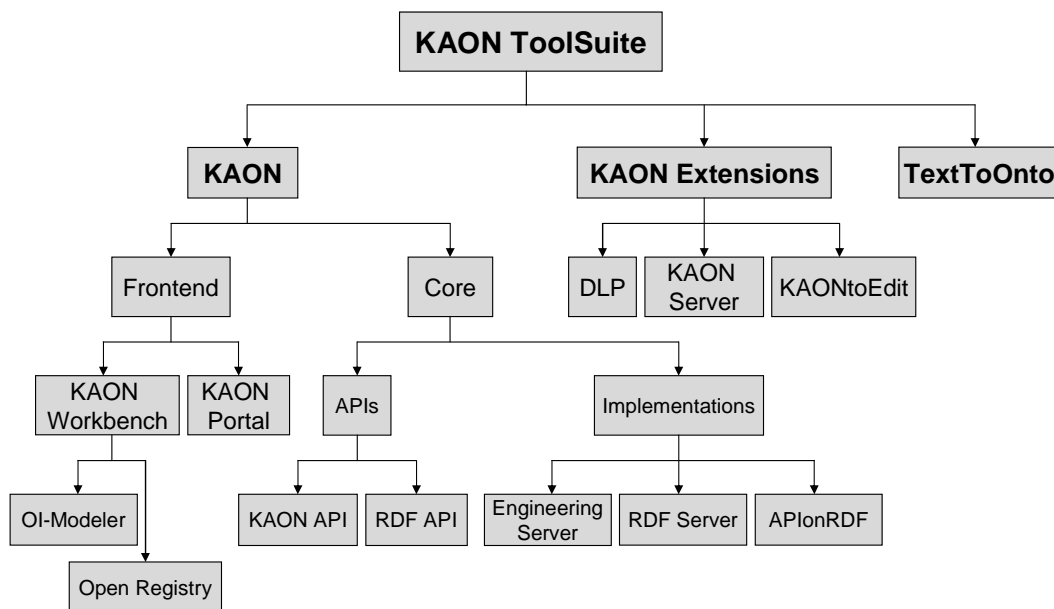 KAON ToolSuite
KAON
KAON Extensions
TextToOnto
Frontend
Core
DLP
KAON
Server
KAONtoEdit
KAON
Workbench
KAON
Portal
APIs
Implementations
OI-Modeler
KAON API
RDF API
Engineering
Server
RDF Server
APIonRDF
Open Registry